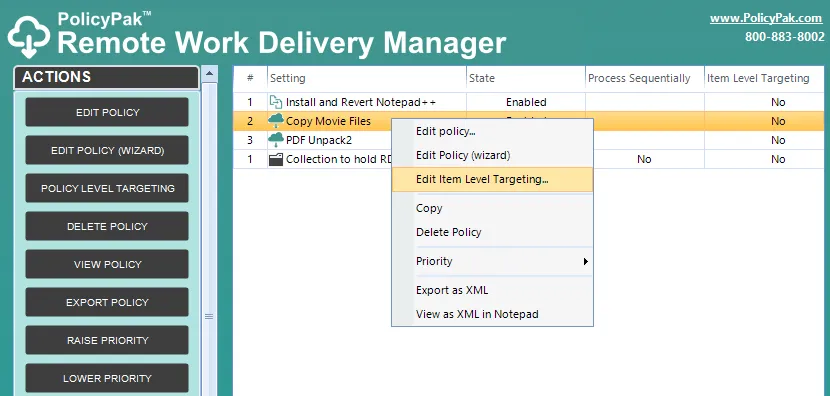 PolicyPak™
Remote Work Delivery Manager
www.PolicyPak.com
800-883-8002
ACTIONS
EDIT POLICY
EDIT POLICY (WIZARD)
POLICY LEVEL TARGETING
DELETE POLICY
VIEW POLICY
EXPORT POLICY
RAISE PRIORITY
LOWER PRIORITY
# Setting State Process Sequentially Item Level Targeting
1 Install and Revert Notepad++ Enabled No
2 Copy Movie Files No
3 PDF Unpack2 No
1 Collection to hold No No
Edit policy...
Edit Policy (wizard)
Edit Item Level Targeting...
Copy
Delete Policy
Priority
Export as XML
View as XML in Notepad